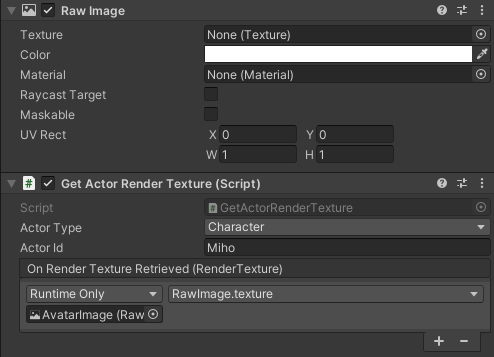 Raw Image
Texture None (Texture)
Color
Material None (Material)
Raycast Target
Maskable
UV Rect X 0 Y 0
W 1 H 1
# Get Actor Render Texture (Script)
Script # GetActorRenderTexture
Actor Type Character
Actor Id Miho
On Render Texture Retrieved (RenderTexture)
Runtime Only RawImage.texture
AvatarImage (Raw